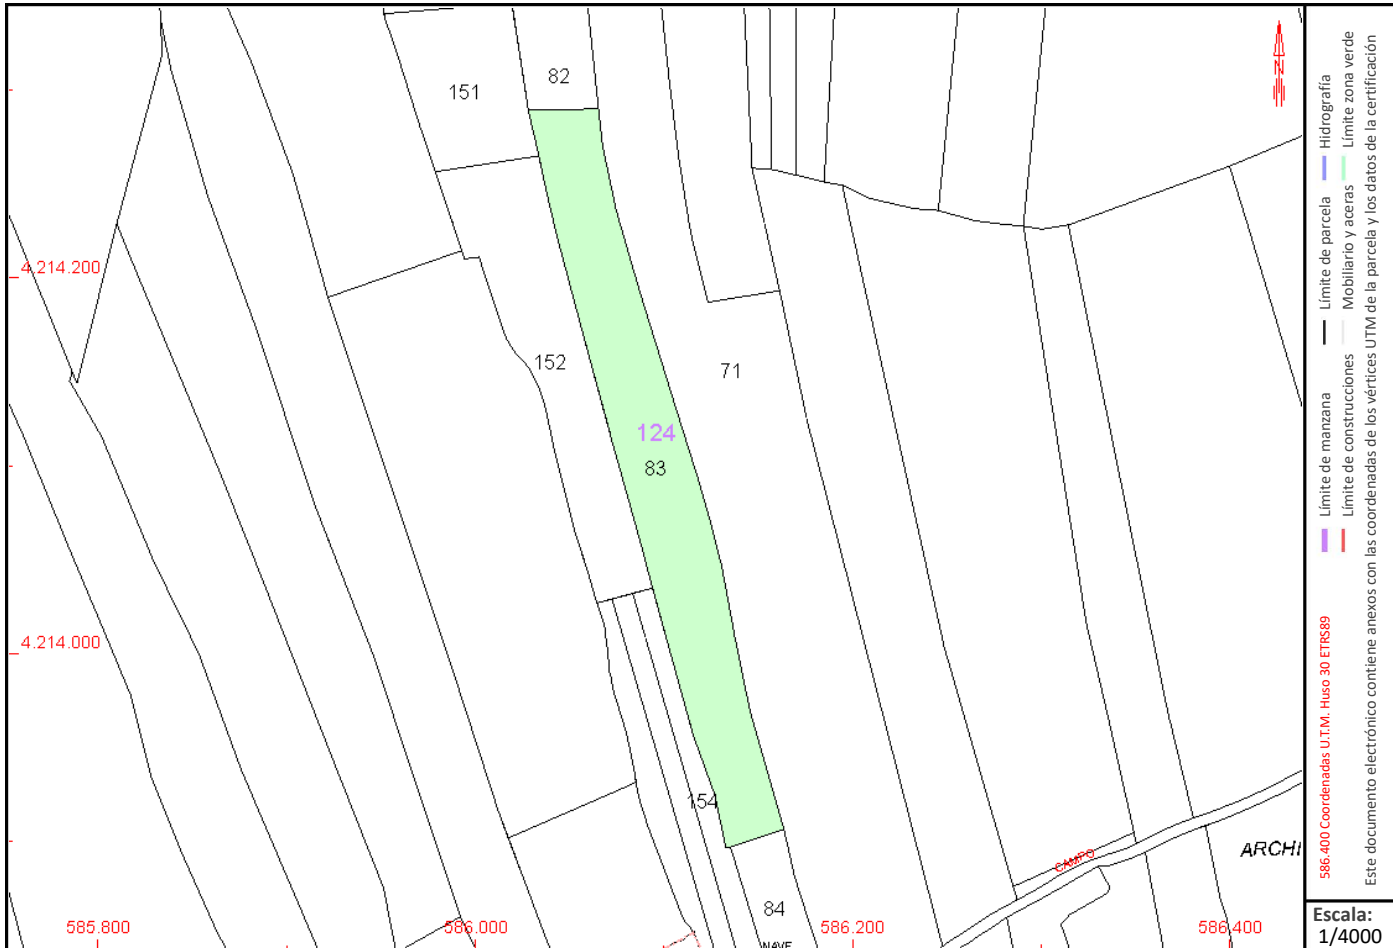 82
151
N
4.214.200
152
71
124
83
4.214.000
154
CAMPO
ARCHI
84
NAVE
585.800
586.000
586.200
586.400
586.400 Coordenadas U.T.M. Huso 30 ETRS89
Límite de manzana
Límite de parcela
Hidrografía
Límite de construcciones
Mobiliario y aceras
Límite zona verde
Este documento electrónico contiene anexos con las coordenadas de los vértices UTM de la parcela y los datos de la certificación
Escala:
1/4000